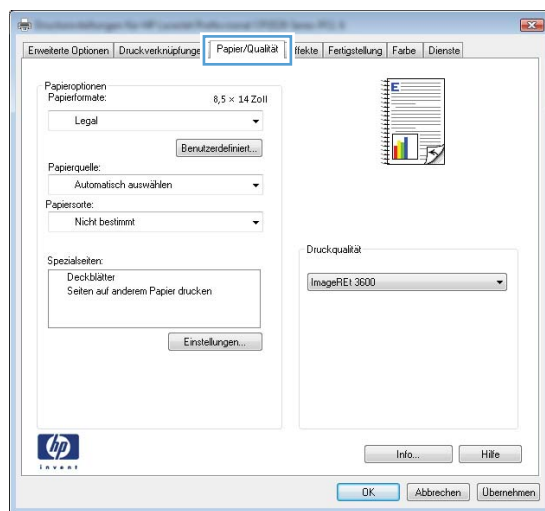 Erweiterte Optionen Druckverknüpfunge Papier/Qualität ffekte Fertigstellung Farbe Dienste
Papieroptionen
Papierformate: 8,5 × 14 Zoll
Legal
Benutzerdefiniert...
Papierquelle:
Automatisch auswählen
Papiersorte:
Nicht bestimmt
Spezialseiten:
Deckblätter
Seiten auf anderem Papier drucken
Einstellungen...
E
Druckqualität
ImageREt 3600
hp
invent
Info... Hilfe
OK Abbrechen Übernehmen